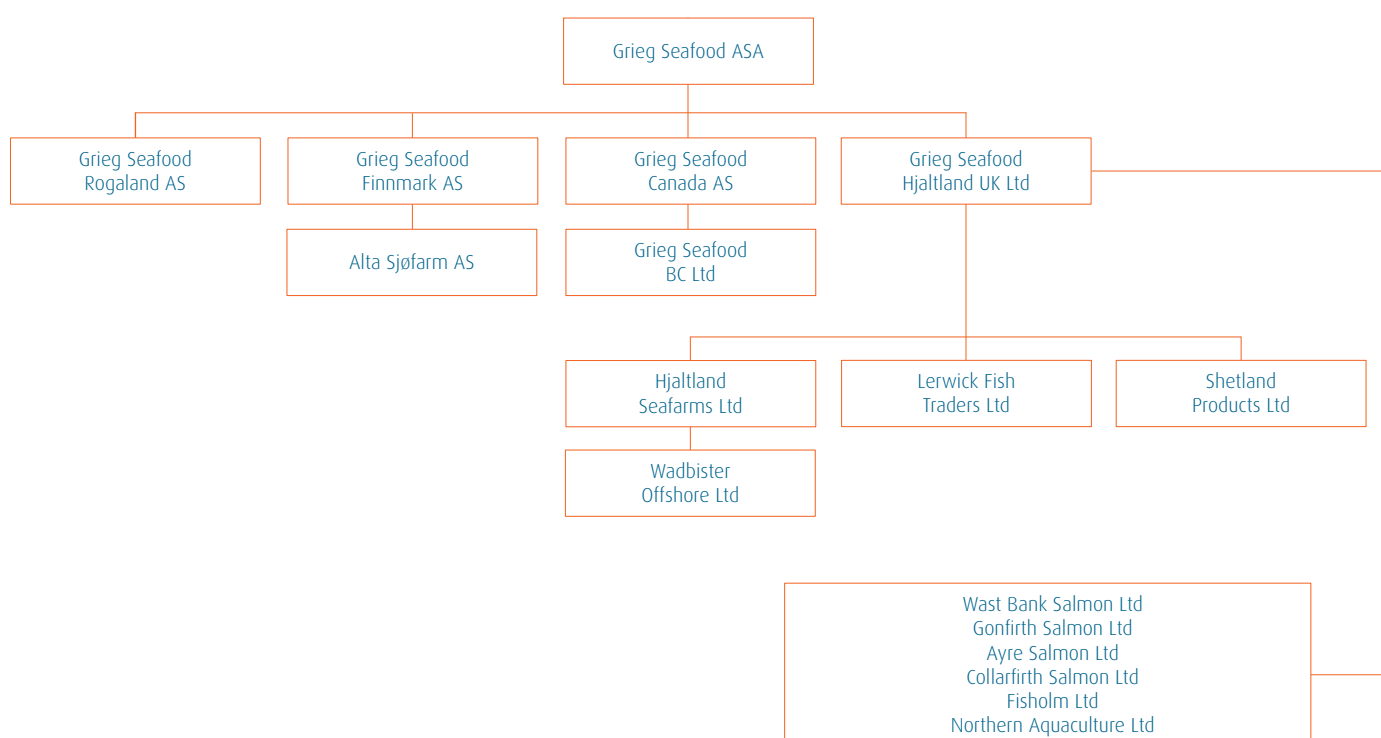 Grieg Seafood ASA
Grieg Seafood
Rogaland AS
Grieg Seafood
Finnmark AS
Grieg Seafood
Canada AS
Grieg Seafood
Hjaltland UK Ltd
Alta Sjøfarm AS
Grieg Seafood
BC Ltd
Hjaltland
Seafarms Ltd
Lerwick Fish
Traders Ltd
Shetland
Products Ltd
Wadbister
Offshore Ltd
Wast Bank Salmon Ltd
Gonfirth Salmon Ltd
Ayre Salmon Ltd
Collarfirth Salmon Ltd
Fisholm Ltd
Northern Aquaculture Ltd